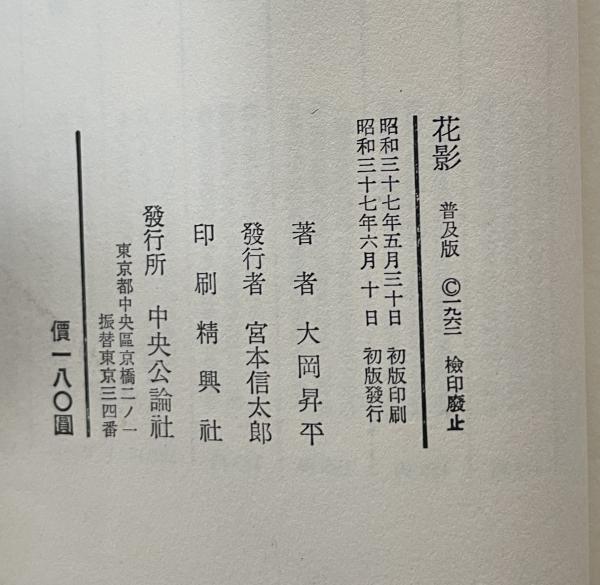 花影 普及版 ©一九六二 檢印廢止
昭和三十七年五月三十日 初版印刷
昭和三十七年六月 十 日 初版發行
著者 大岡昇平
發行者 宮本信太郎
印刷 精興社
發行所 中央公論社
東京都中央區京橋二ノ一
振替東京三四番
價一八〇圓